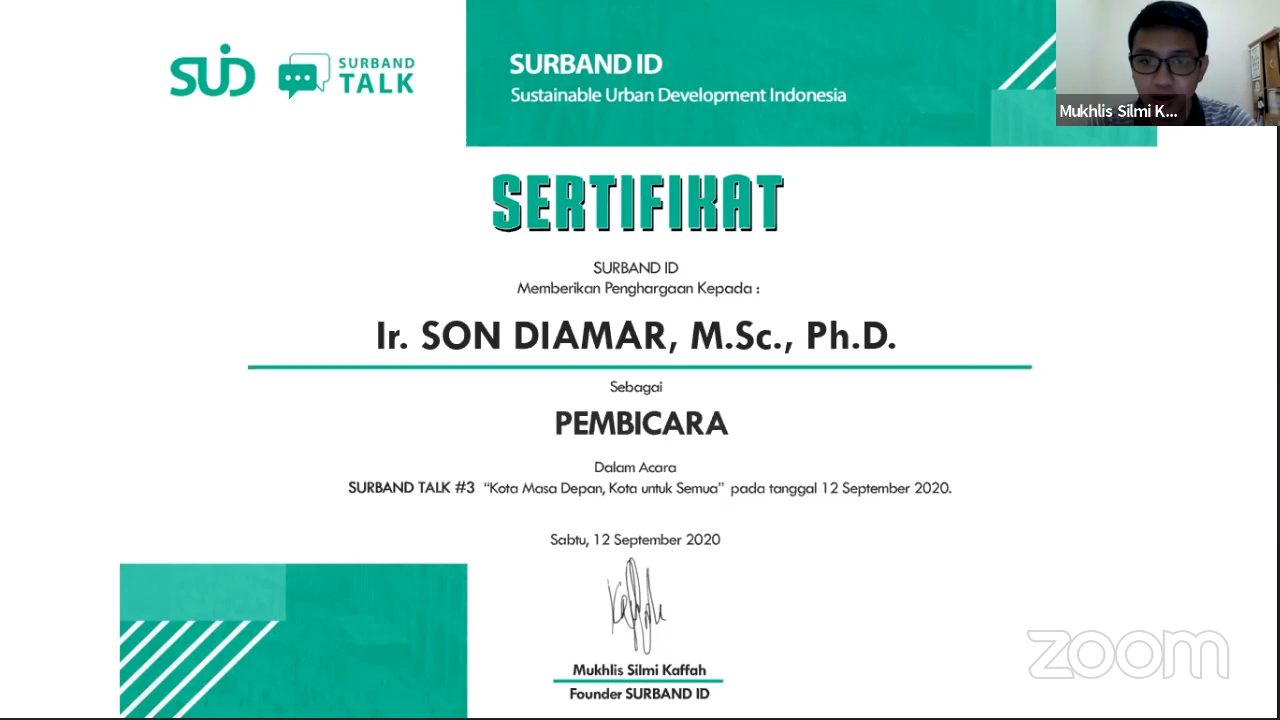 SUD
SURBAND
TALK
SURBAND ID
Sustainable Urban Development Indonesia
Mukhlis Silmi K...
SERTIFIKAT
SURBAND ID
Memberikan Penghargaan Kepada :
Ir. SON DIAMAR, M.Sc., Ph.D.
Sebagai
PEMBICARA
Dalam Acara
SURBAND TALK #3 “Kota Masa Depan, Kota untuk Semua” pada tanggal 12 September 2020.
Sabtu, 12 September 2020
Mukhlis Silmi Kaffah
Founder SURBAND ID
zoom